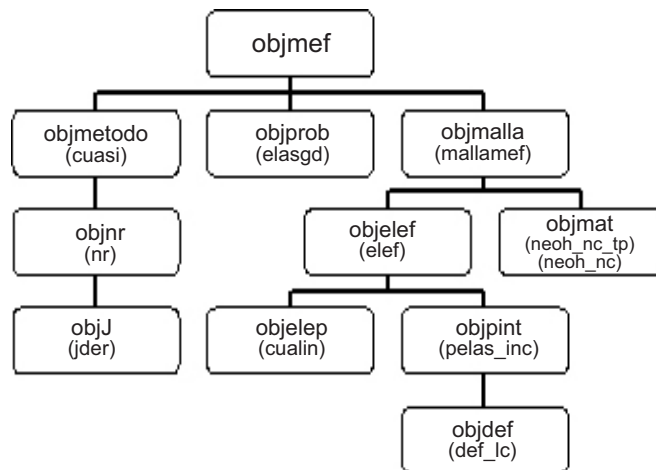 objmef
objmetodo
(cuasi)
objprob
(elasgd)
objmalla
(mallamef)
objnr
(nr)
objelef
(elef)
objmat
(neoh_nc_tp)
(neoh_nc)
objJ
(jder)
objelep
(cualin)
objpint
(pelas_inc)
objdef
(def_lc)